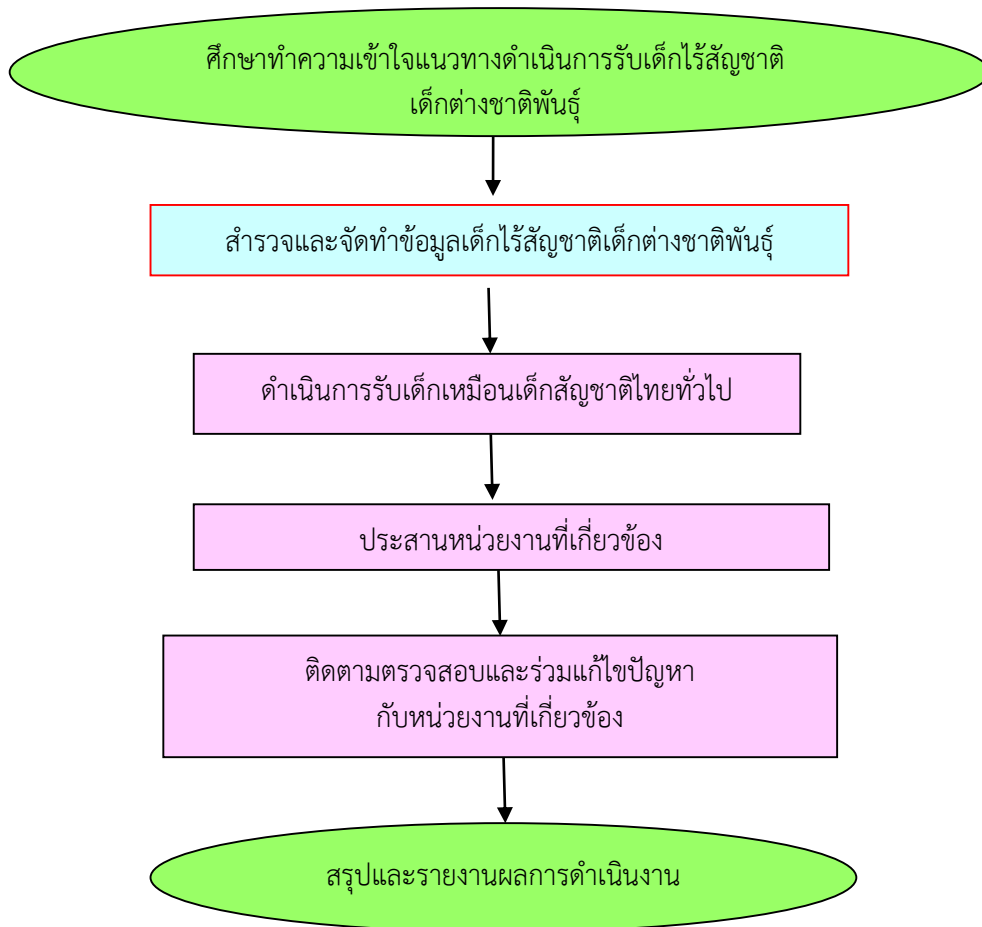 ศึกษาทำความเข้าใจแนวทางดำเนินการรับเด็กไร้สัญชาติ
เด็กต่างชาติพันธุ์
สำรวจและจัดทำข้อมูลเด็กไร้สัญชาติเด็กต่างชาติพันธุ์
ดำเนินการรับเด็กเหมือนเด็กสัญชาติไทยทั่วไป
ประสานหน่วยงานที่เกี่ยวข้อง
ติดตามตรวจสอบและร่วมแก้ไขปัญหา
กับหน่วยงานที่เกี่ยวข้อง
สรุปและรายงานผลการดำเนินงาน